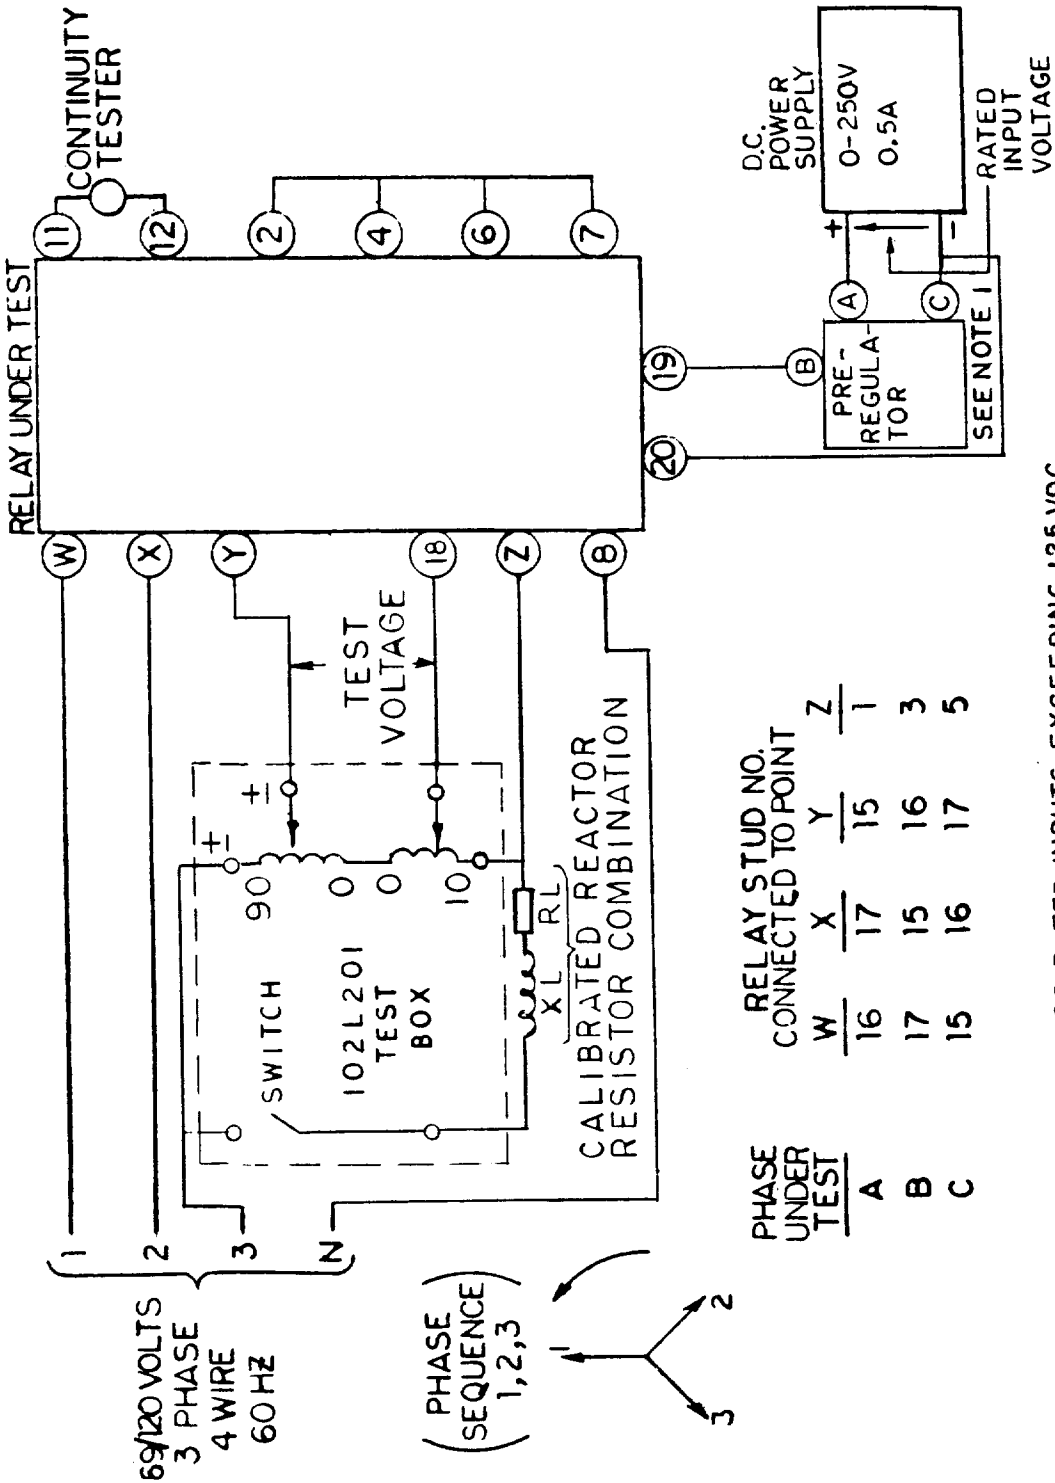 RELAY UNDER TEST
CONTINUITY
TESTER
11
12
2
4
6
7
W
X
Y
18
Z
8
19
20
TEST
VOLTAGE
±
±
90
0
0
10
SWITCH
102L201
TEST
BOX
XL
RL
CALIBRATED REACTOR
RESISTOR COMBINATION
69/120 VOLTS
3 PHASE
4 WIRE
60 HZ
1
2
3
N
(PHASE
SEQUENCE
1,2,3)
1
2
3
D.C.
POWER
SUPPLY
0-250V
0.5A
+
-
RATED
INPUT
VOLTAGE
A
B
C
PRE-
REGULA-
TOR
SEE NOTE 1
PHASE
UNDER
TEST
RELAY STUD NO.
CONNECTED TO POINT
W X Y Z
A 16 17 15 1
B 17 15 16 3
C 15 16 17 5